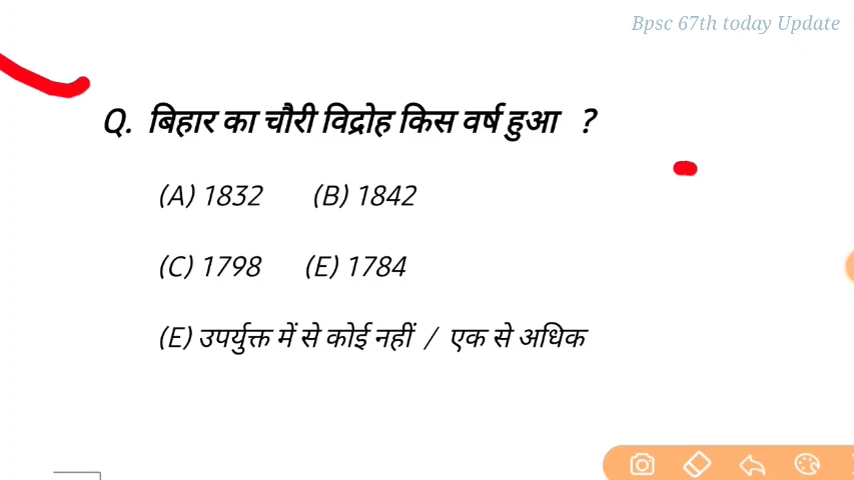 Bpsc 67th today Update
Q. बिहार का चौरी विद्रोह किस वर्ष हुआ ?
(A) 1832 (B) 1842
(C) 1798 (E) 1784
(E) उपर्युक्त में से कोई नहीं / एक से अधिक